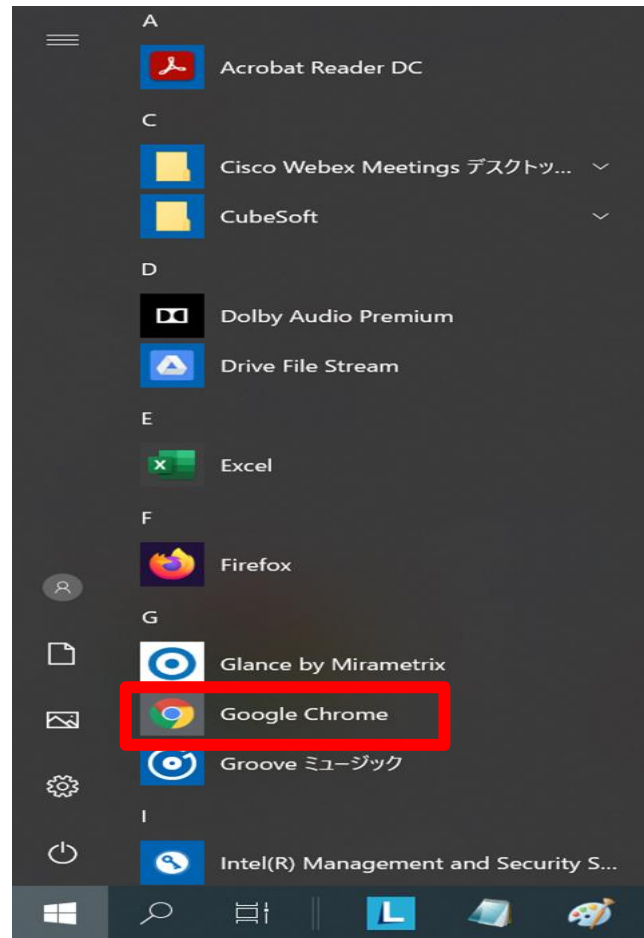 A
Acrobat Reader DC
C
Cisco Webex Meetings デスクトッ...
CubeSoft
D
Dolby Audio Premium
Drive File Stream
E
Excel
F
Firefox
G
Glance by Mirametrix
Google Chrome
Groove ミュージック
I
Intel(R) Management and Security S...